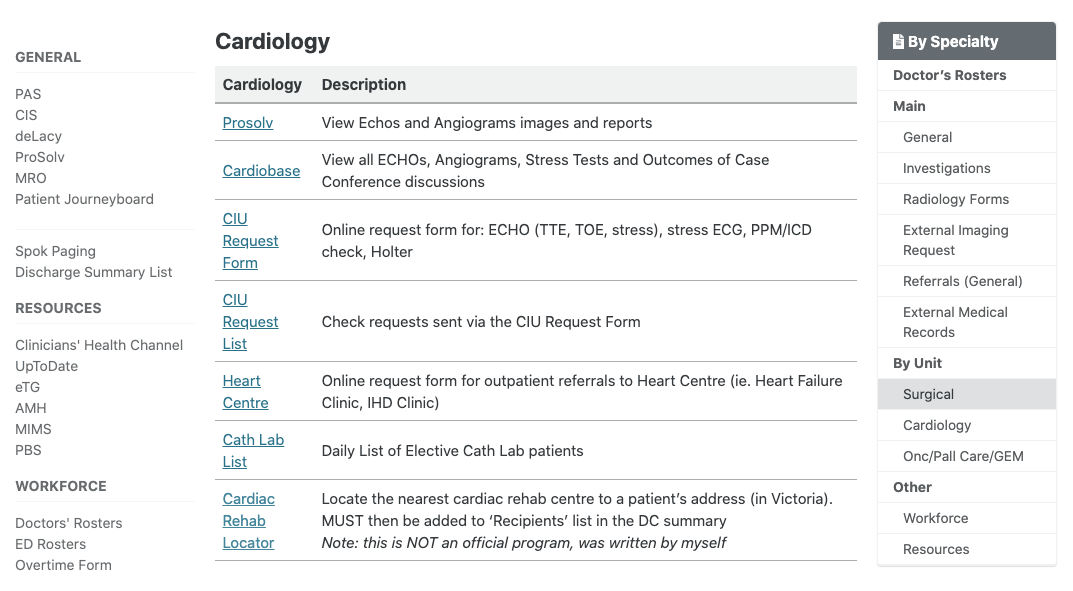 GENERAL
PAS
CIS
deLacy
ProSolv
MRO
Patient Journeyboard
Spok Paging
Discharge Summary List
RESOURCES
Clinicians' Health Channel
UpToDate
eTG
AMH
MIMS
PBS
WORKFORCE
Doctors' Rosters
ED Rosters
Overtime Form
Cardiology
Cardiology Description
Prosolv View Echos and Angiograms images and reports
Cardiobase View all ECHOs, Angiograms, Stress Tests and Outcomes of Case
Conference discussions
CIU
Request
Form
Online request form for: ECHO (TTE, TOE, stress), stress ECG, PPM/ICD
check, Holter
CIU
Request
List
Check requests sent via the CIU Request Form
Heart
Centre
Online request form for outpatient referrals to Heart Centre (ie. Heart Failure
Clinic, IHD Clinic)
Cath Lab
List
Daily List of Elective Cath Lab patients
Cardiac
Rehab
Locator
Locate the nearest cardiac rehab centre to a patient’s address (in Victoria).
MUST then be added to ‘Recipients’ list in the DC summary
Note: this is NOT an official program, was written by myself
By Specialty
Doctor’s Rosters
Main
General
Investigations
Radiology Forms
External Imaging
Request
Referrals (General)
External Medical
Records
By Unit
Surgical
Cardiology
Onc/Pall Care/GEM
Other
Workforce
Resources